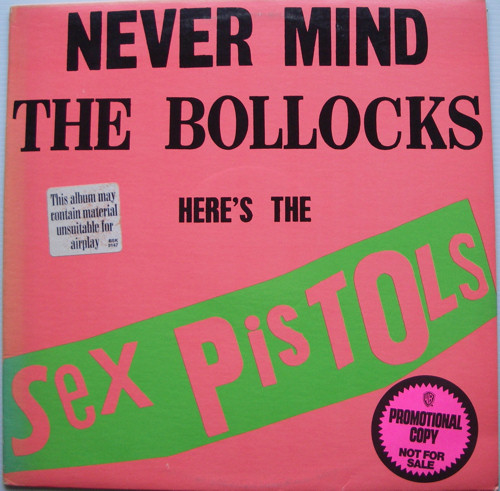 NEVER MIND
THE BOLLOCKS
HERE'S THE
This album may
contain material
unsuitable for
airplay
Sex PisTOls
PROMOTIONAL
COPY
NOT FOR
SALE